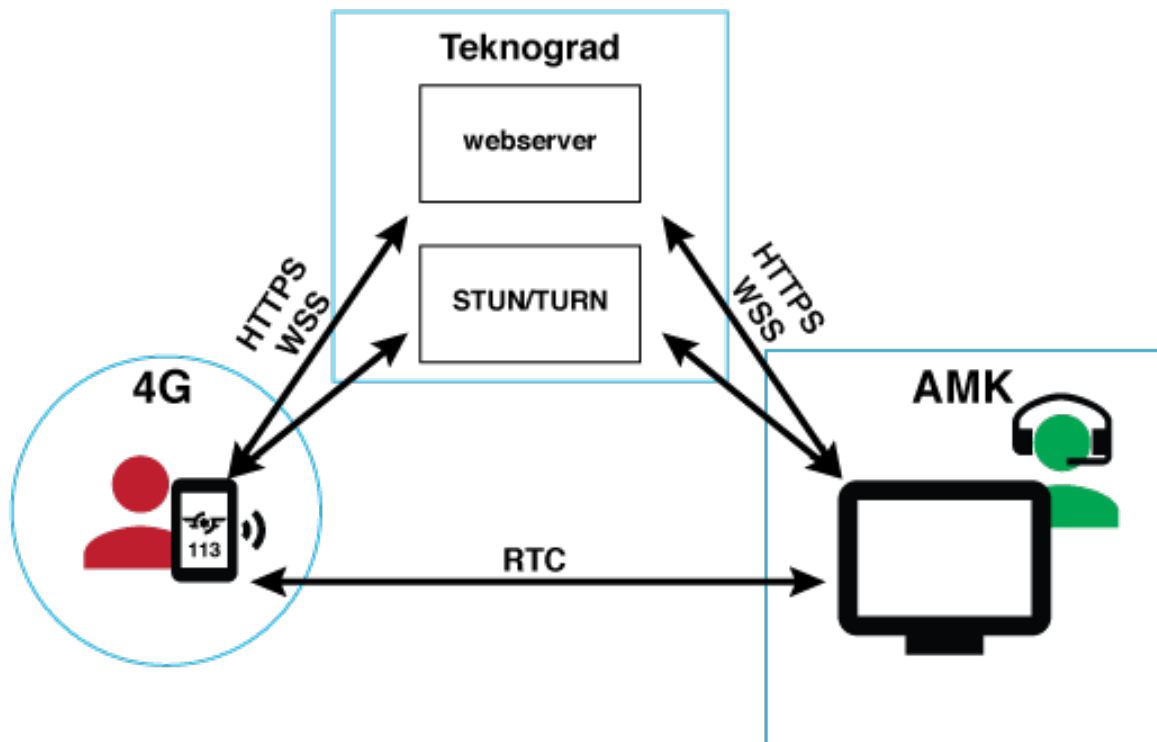 Teknograd
webserver
STUN/TURN
HTTPS
WSS
HTTPS
WSS
4G
113
AMK
RTC